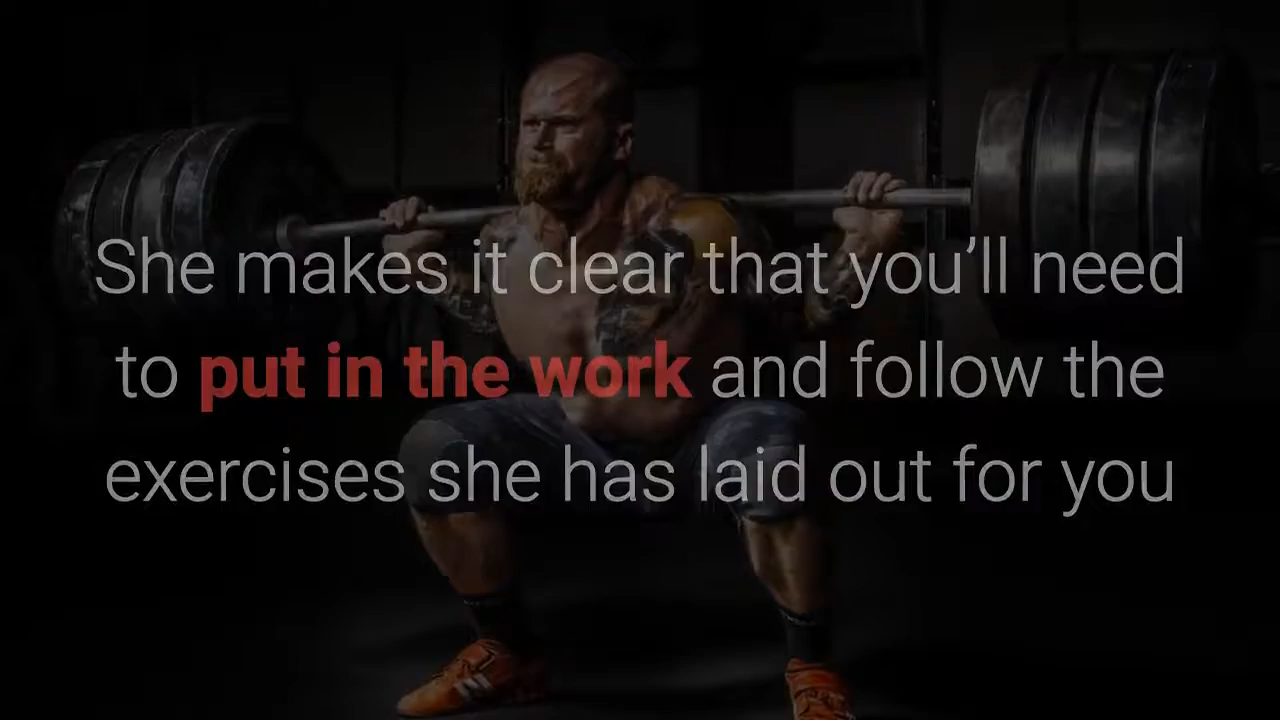 She makes it clear that you’ll need
to put in the work and follow the
exercises she has laid out for you